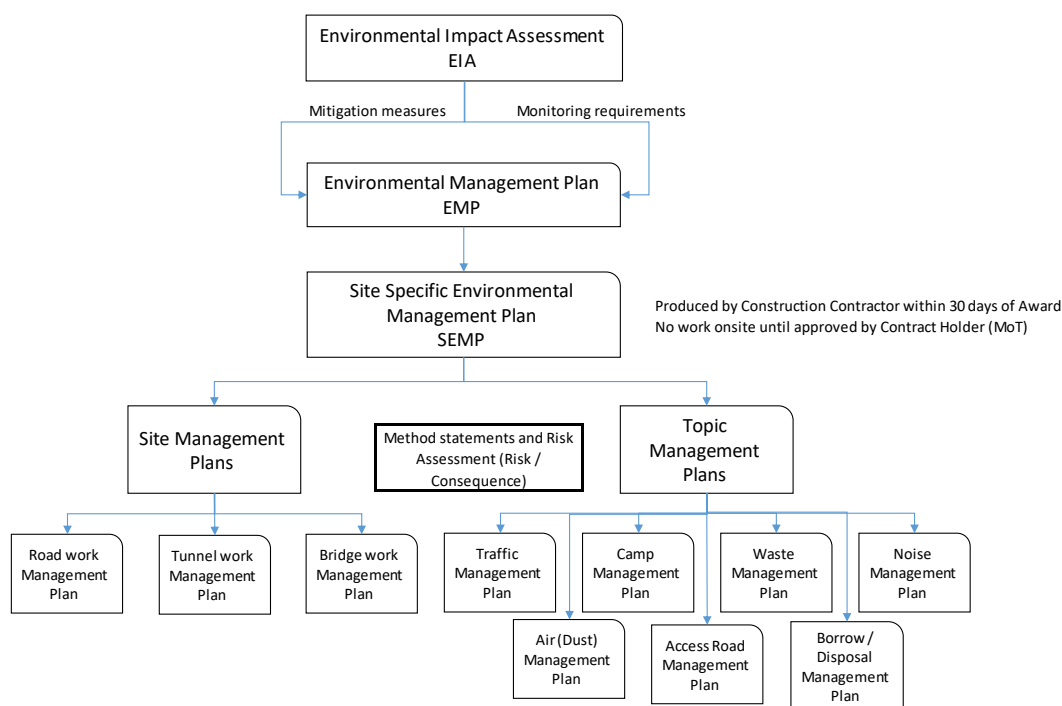 Environmental Impact Assessment
EIA
Mitigation measures
Monitoring requirements
Environmental Management Plan
EMP
Site Specific Environmental
Management Plan
SEMP
Produced by Construction Contractor within 30 days of Award
No work onsite until approved by Contract Holder (MoT)
Site Management
Plans
Method statements and Risk
Assessment (Risk /
Consequence)
Topic
Management
Plans
Road work
Management
Plan
Tunnel work
Management
Plan
Bridge work
Management
Plan
Traffic
Management
Plan
Camp
Management
Plan
Waste
Management
Plan
Noise
Management
Plan
Air (Dust)
Management
Plan
Access Road
Management
Plan
Borrow /
Disposal
Management
Plan